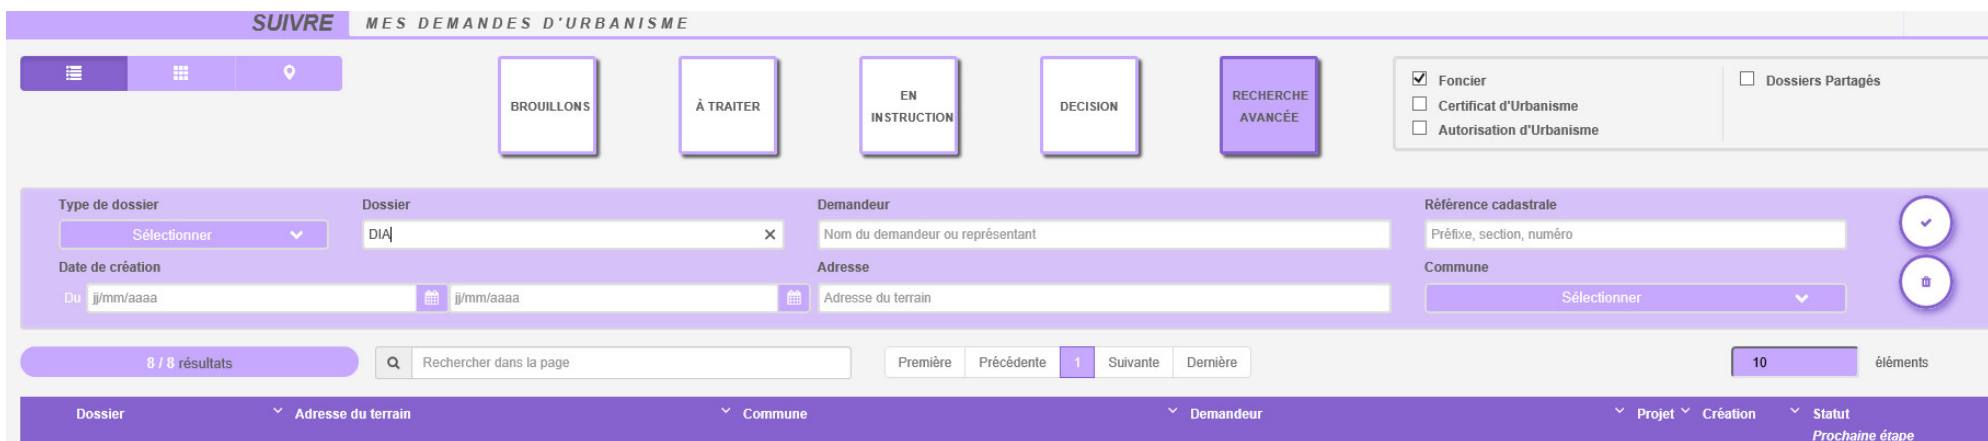 SUIVRE MES DEMANDES D'URBANISME
BROUILLONS
À TRAITER
EN
INSTRUCTION
DECISION
RECHERCHE
AVANCÉE
Foncier
Certificat d'Urbanisme
Autorisation d'Urbanisme
Dossiers Partagés
Type de dossier Dossier Demandeur Référence cadastrale
Sélectionner DIA Nom du demandeur ou représentant Préfixe, section, numéro
Date de création Adresse Commune
Du jj/mm/aaaa jj/mm/aaaa Adresse du terrain Sélectionner
8 / 8 résultats Rechercher dans la page Première Précédente 1 Suivante Dernière 10 éléments
Dossier Adresse du terrain Commune Demandeur Projet Création Statut
Prochaine étape